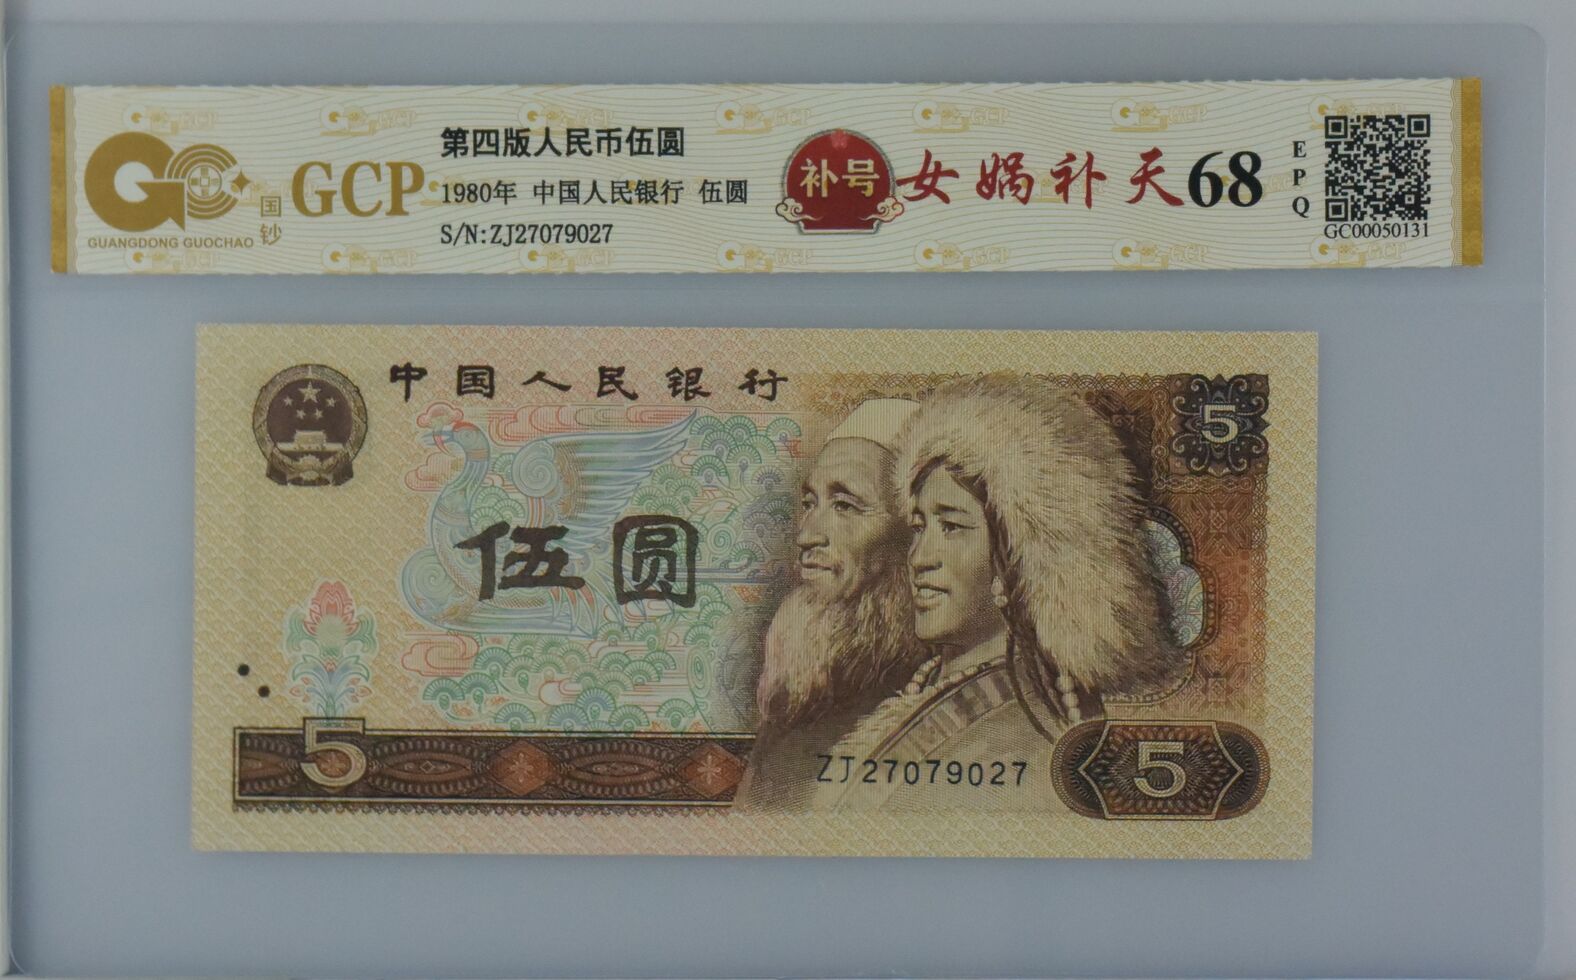 GCP
国钞
GUANGDONG GUOCHAO
第四版人民币伍圆
1980年 中国人民银行 伍圆
S/N:ZJ27079027
补号
女娲补天
68
EPQ
GC00050131
中国人民银行
5
伍圆
5
ZJ27079027
5